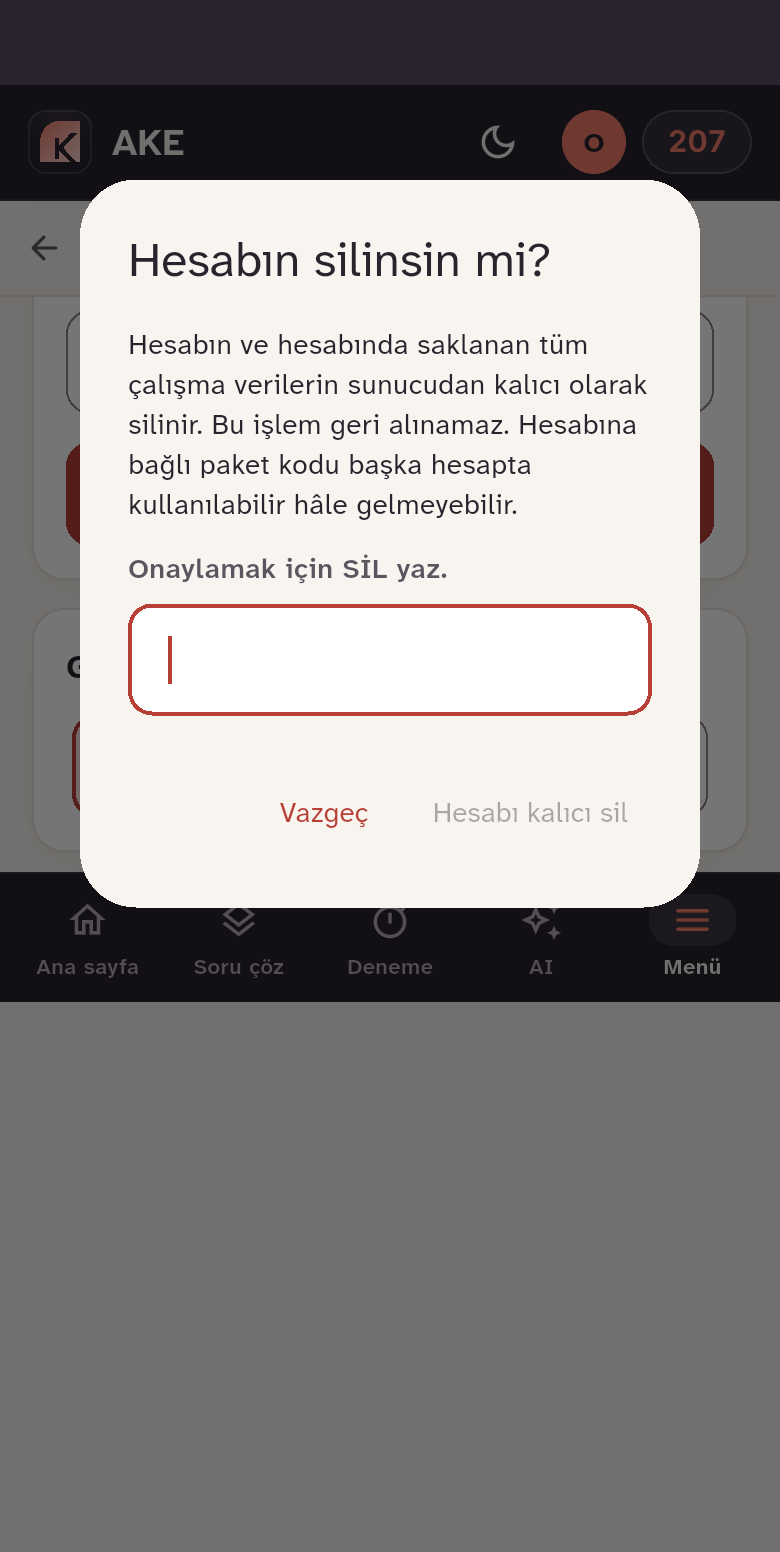 AKE
O
207
Hesabın silinsin mi?
Hesabın ve hesabında saklanan tüm
çalışma verilerin sunucudan kalıcı olarak
silinir. Bu işlem geri alınamaz. Hesabına
bağlı paket kodu başka hesapta
kullanılabilir hâle gelmeyebilir.
Onaylamak için SİL yaz.
Vazgeç
Hesabı kalıcı sil
Ana sayfa
Soru çöz
Deneme
AI
Menü